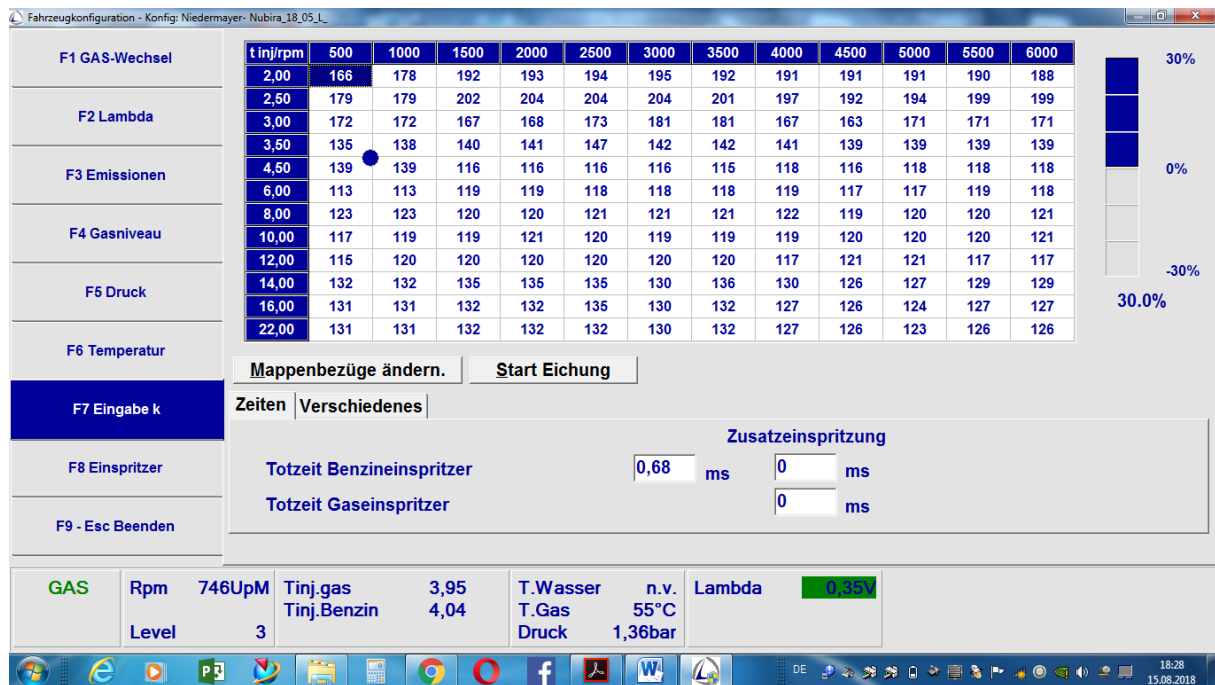 Fahrzeugkonfiguration - Konfig: Niedermayer- Nubira_18_05_L_
F1 GAS-Wechsel
F2 Lambda
F3 Emissionen
F4 Gasniveau
F5 Druck
F6 Temperatur
F7 Eingabe k
F8 Einspritzer
F9 - Esc Beenden
t inj/rpm 500 1000 1500 2000 2500 3000 3500 4000 4500 5000 5500 6000
2,00 166 178 192 193 194 195 192 191 191 191 190 188
2,50 179 179 202 204 204 204 201 197 192 194 199 199
3,00 172 172 167 168 173 181 181 167 163 171 171 171
3,50 135 138 140 141 147 142 142 141 139 139 139 139
4,50 139 139 116 116 116 116 115 118 116 118 118 118
6,00 113 113 119 119 118 118 118 119 117 117 119 118
8,00 123 123 120 120 121 121 121 122 119 120 120 121
10,00 117 119 119 121 120 119 119 119 120 120 120 121
12,00 115 120 120 120 120 120 120 117 121 121 117 117
14,00 132 132 135 135 135 130 136 130 126 127 129 129
16,00 131 131 132 132 135 130 132 127 126 124 127 127
22,00 131 131 132 132 132 130 132 127 126 123 126 126
30%
0%
-30%
30.0%
Mappenbezüge ändern. Start Eichung
Zeiten Verschiedenes
Zusatzeinspritzung
Totzeit Benzineinspritzer 0,68 ms 0 ms
Totzeit Gaseinspritzer 0 ms
GAS Rpm 746UpM Tinj.gas 3,95 T.Wasser n.v. Lambda 0,35V
Tinj.Benzin 4,04 T.Gas 55°C
Level 3 Druck 1,36bar
DE 18:28
15.08.2018